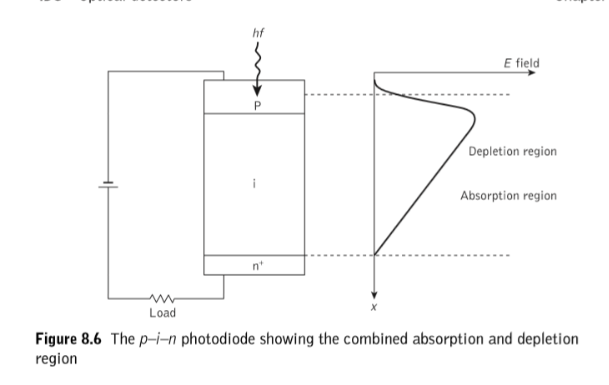 hf
E field
p
Depletion region
i
Absorption region
n⁺
Load
x
Figure 8.6 The p–i–n photodiode showing the combined absorption and depletion
region